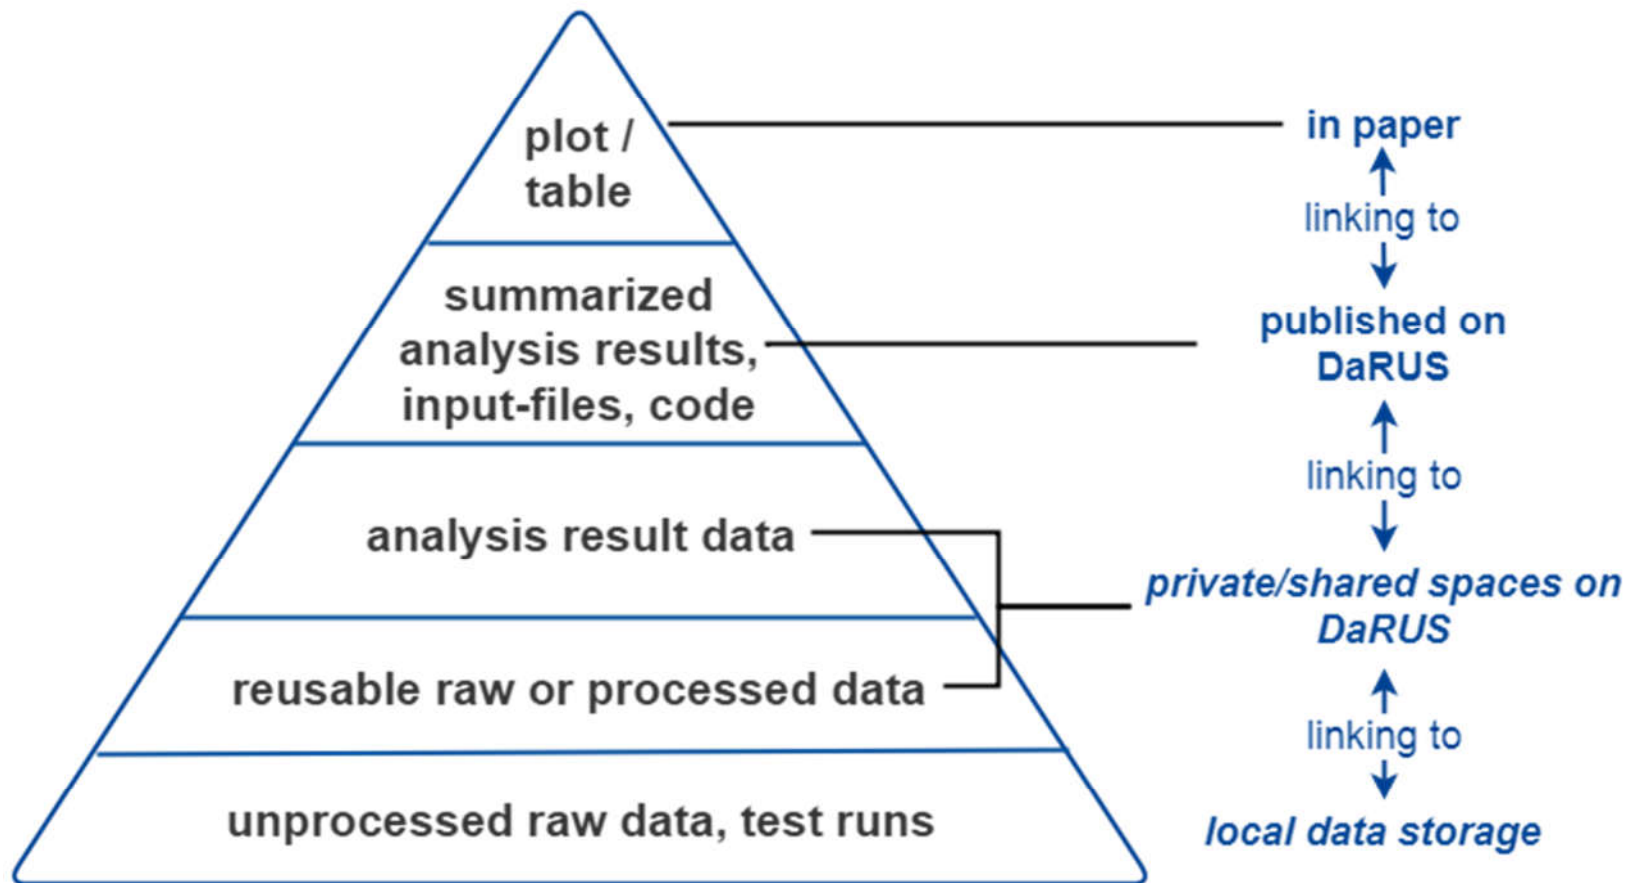 plot /
table
summarized
analysis results,
input-files, code
analysis result data
reusable raw or processed data
unprocessed raw data, test runs
in paper
linking to
published on
DaRUS
linking to
private/shared spaces on
DaRUS
linking to
local data storage